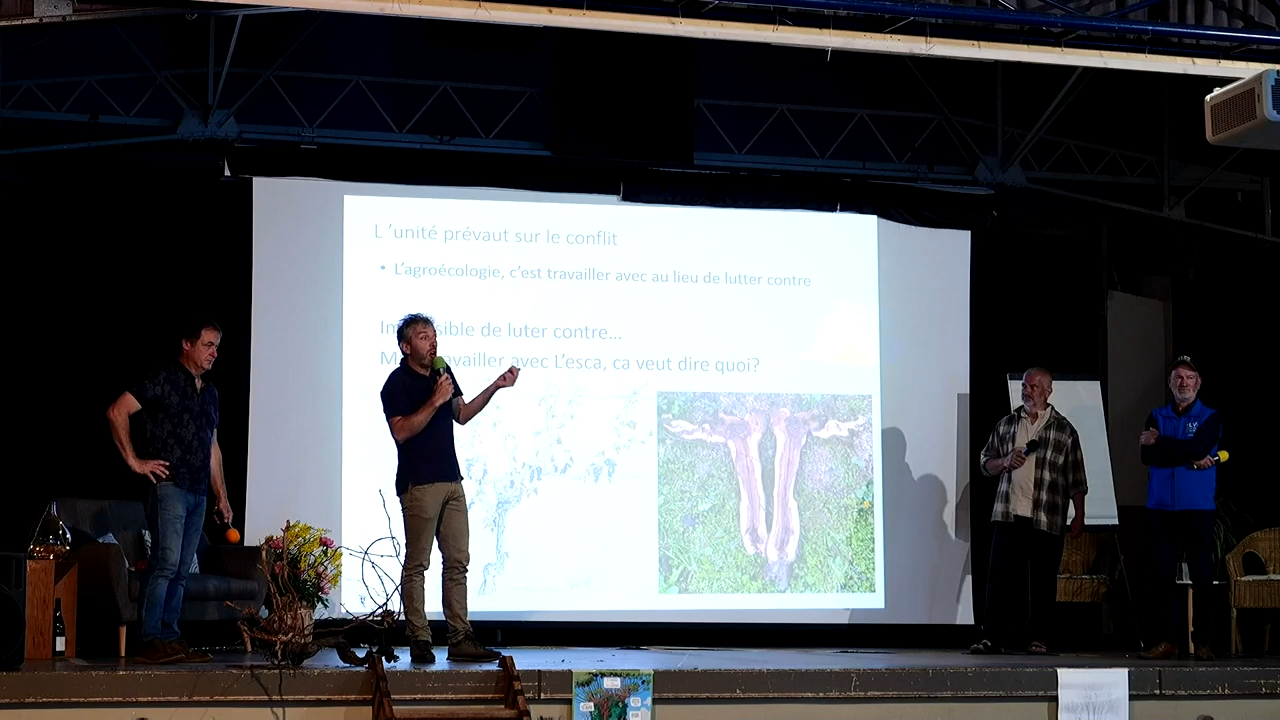 L 'unité prévaut sur le conflit
• L'agroécologie, c'est travailler avec au lieu de lutter contre
sible de luter contre...
availler avec L'esca, ca veut dire quoi?